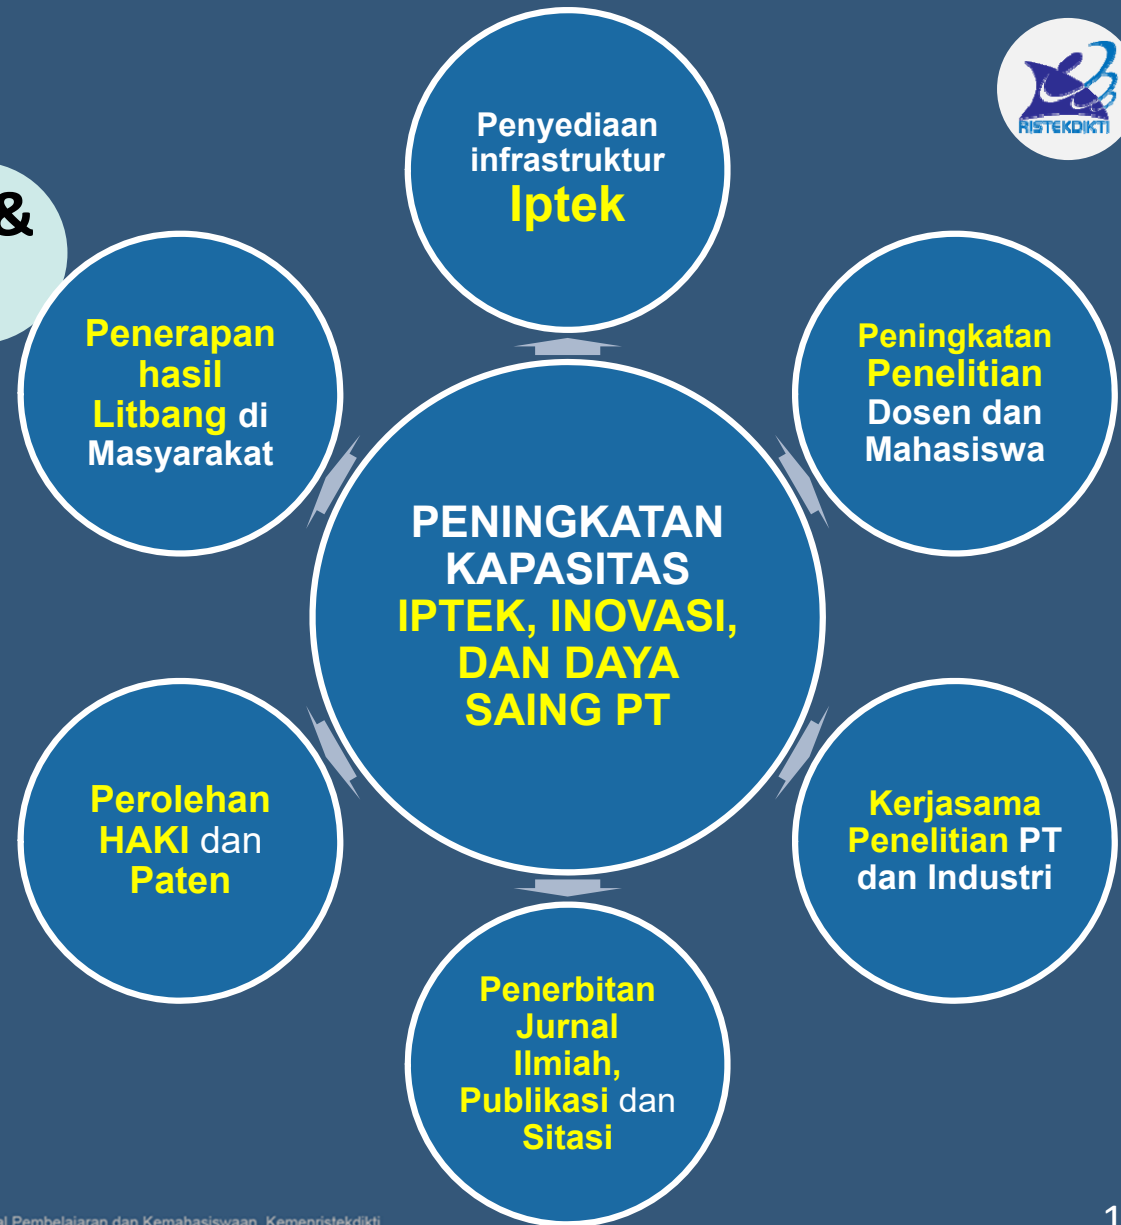 Penyediaan
infrastruktur
Iptek
RISTEKDIKTI
&
Penerapan
hasil
Litbang di
Masyarakat
Peningkatan
Penelitian
Dosen dan
Mahasiswa
PENINGKATAN
KAPASITAS
IPTEK, INOVASI,
DAN DAYA
SAING PT
Perolehan
HAKI dan
Paten
Kerjasama
Penelitian PT
dan Industri
Penerbitan
Jurnal
Ilmiah,
Publikasi dan
Sitasi
al Pembelajaran dan Kemahasiswaan, Kemenristekdikti
1